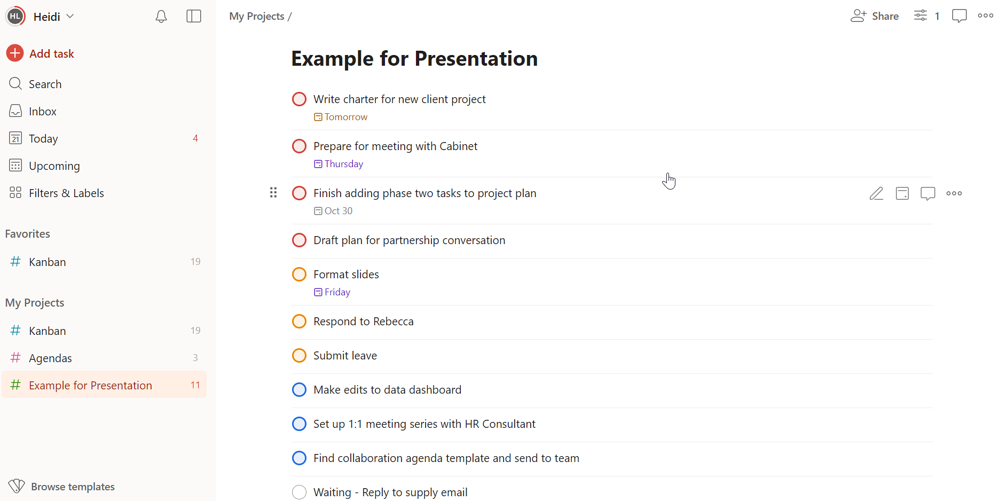 HL Heidi
Add task
Search
Inbox
21 Today 4
Upcoming
Filters & Labels
Favorites
# Kanban 19
My Projects
# Kanban 19
# Agendas 3
# Example for Presentation 11
Browse templates
My Projects /
Share 1
Example for Presentation
Write charter for new client project
Tomorrow
Prepare for meeting with Cabinet
Thursday
Finish adding phase two tasks to project plan
Oct 30
Draft plan for partnership conversation
Format slides
Friday
Respond to Rebecca
Submit leave
Make edits to data dashboard
Set up 1:1 meeting series with HR Consultant
Find collaboration agenda template and send to team
Waiting - Reply to supply email